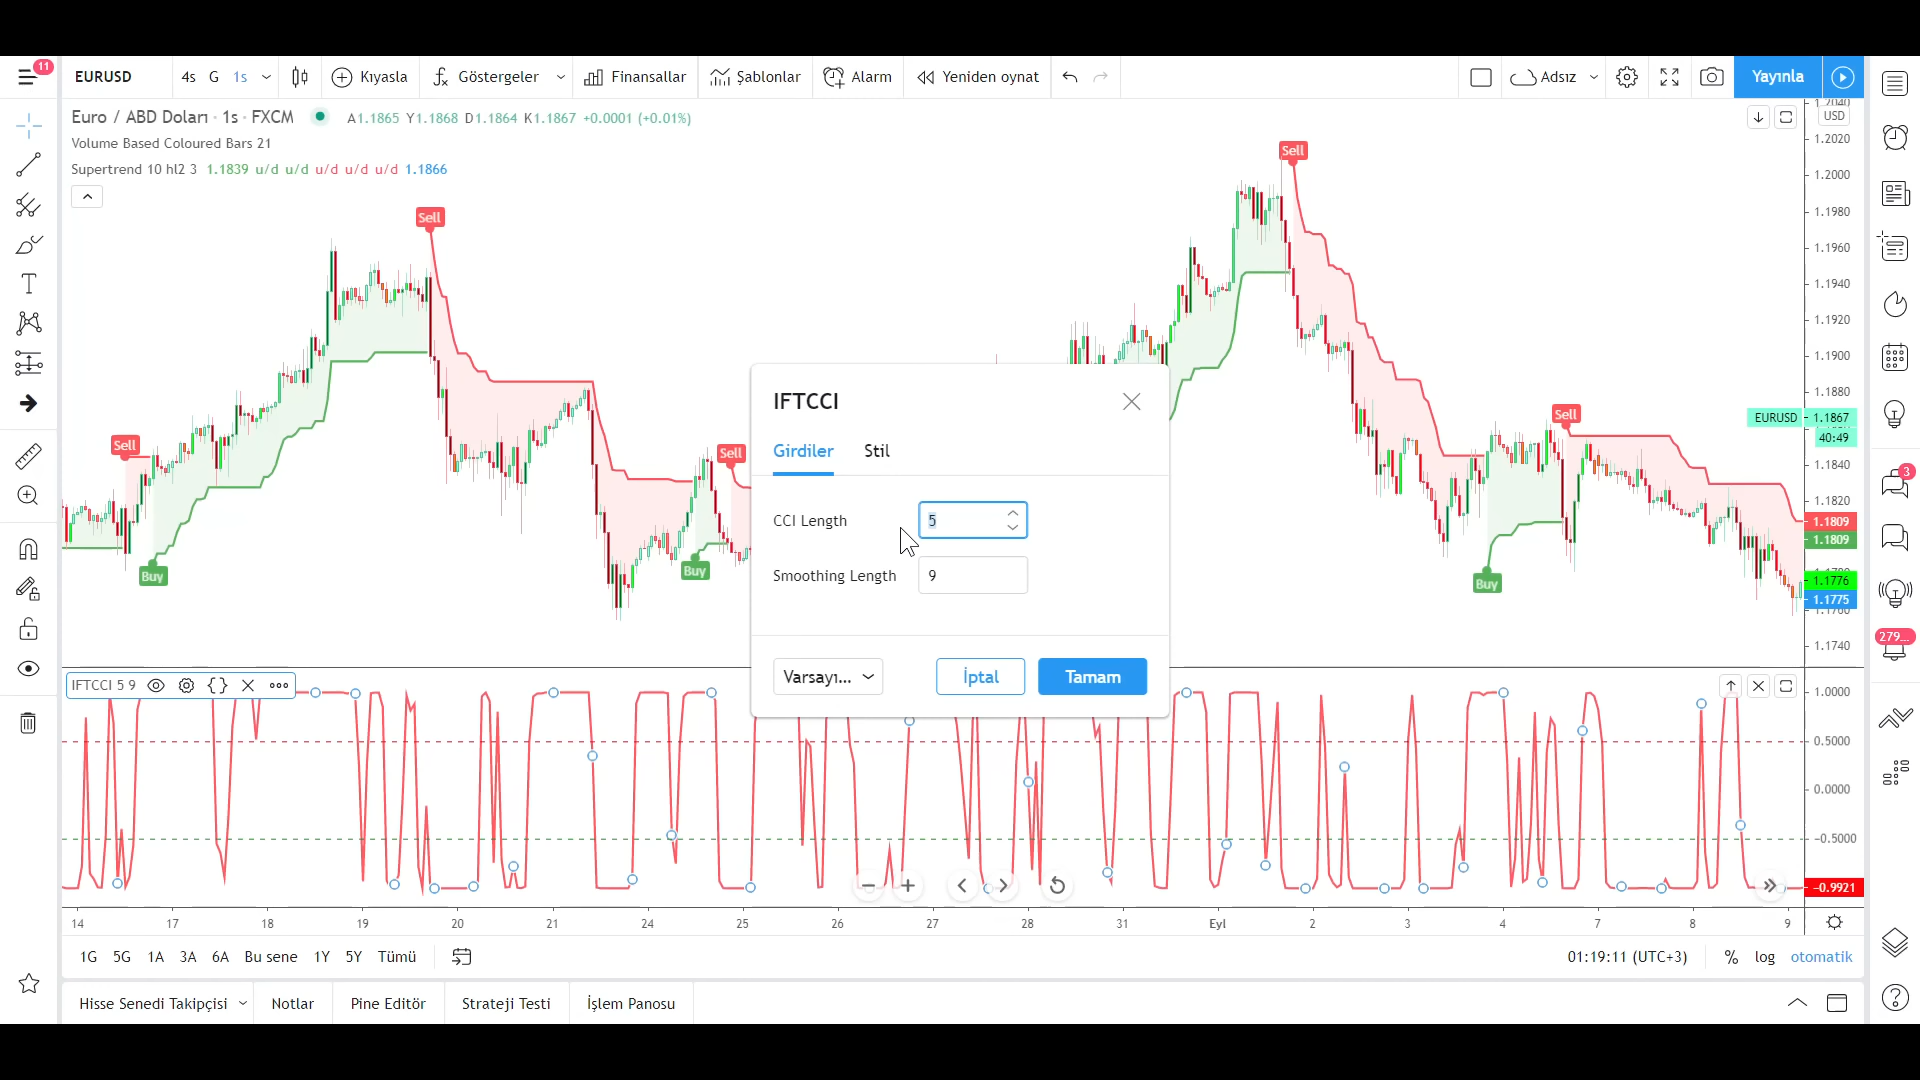 11
EURUSD 4s G 1s Kıyasla Göstergeler Finansallar Şablonlar Alarm Yeniden oynat Adsız Yayınla
Euro / ABD Doları · 1s · FXCM A1.1865 Y1.1868 D1.1864 K1.1867 +0.0001 (+0.01%)
Volume Based Coloured Bars 21
Supertrend 10 hl2 3 1.1839 u/d u/d u/d u/d u/d 1.1866
Sell
Sell
Sell
Sell
Sell
Buy
Buy
Buy
1.2040
USD
1.2020
1.2000
1.1980
1.1960
1.1940
1.1920
1.1900
1.1880
EURUSD 1.1867
40:49
1.1840
1.1820
1.1809
1.1809
1.1776
1.1775
1.1760
1.1740
3
279...
IFTCCI
Girdiler Stil
CCI Length 5
Smoothing Length 9
Varsayı... İptal Tamam
IFTCCI 5 9
1.0000
0.5000
0.0000
-0.5000
-0.9921
14 17 18 19 20 21 24 25 26 27 28 31 Eyl 2 3 4 7 8 9
1G 5G 1A 3A 6A Bu sene 1Y 5Y Tümü 01:19:11 (UTC+3) % log otomatik
Hisse Senedi Takipçisi Notlar Pine Editör Strateji Testi İşlem Panosu